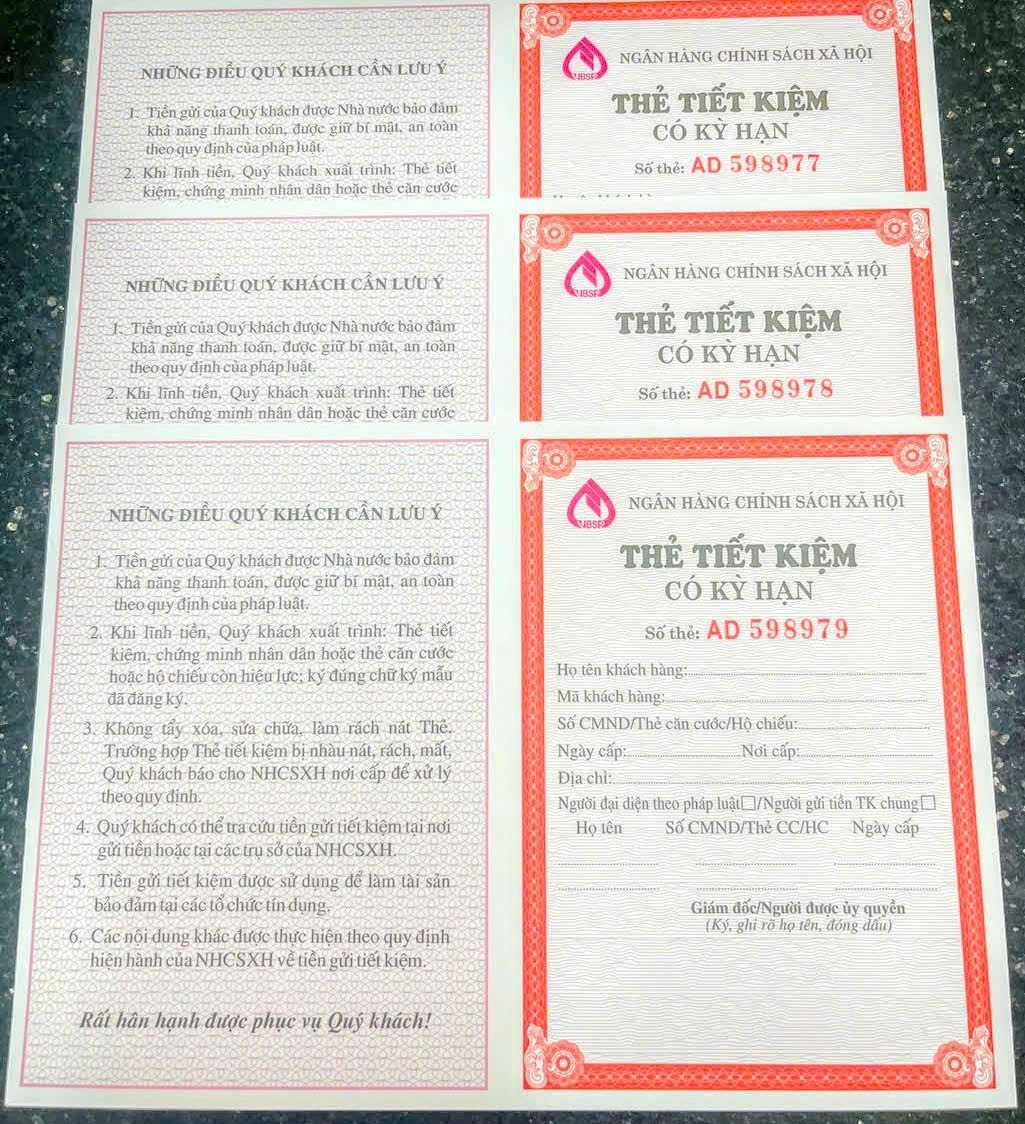 NHỮNG ĐIỀU QUÝ KHÁCH CẦN LƯU Ý
1. Tiền gửi của Quý khách được Nhà nước bảo đảm
khả năng thanh toán, được giữ bí mật, an toàn
theo quy định của pháp luật.
2. Khi lĩnh tiền, Quý khách xuất trình: Thẻ tiết
kiệm, chứng minh nhân dân hoặc thẻ căn cước
VBSP
NGÂN HÀNG CHÍNH SÁCH XÃ HỘI
THẺ TIẾT KIỆM
CÓ KỲ HẠN
Số thẻ: AD 598977
NHỮNG ĐIỀU QUÝ KHÁCH CẦN LƯU Ý
1. Tiền gửi của Quý khách được Nhà nước bảo đảm
khả năng thanh toán, được giữ bí mật, an toàn
theo quy định của pháp luật.
2. Khi lĩnh tiền, Quý khách xuất trình: Thẻ tiết
kiệm, chứng minh nhân dân hoặc thẻ căn cước
VBSP
NGÂN HÀNG CHÍNH SÁCH XÃ HỘI
THẺ TIẾT KIỆM
CÓ KỲ HẠN
Số thẻ: AD 598978
NHỮNG ĐIỀU QUÝ KHÁCH CẦN LƯU Ý
1. Tiền gửi của Quý khách được Nhà nước bảo đảm
khả năng thanh toán, được giữ bí mật, an toàn
theo quy định của pháp luật.
2. Khi lĩnh tiền, Quý khách xuất trình: Thẻ tiết
kiệm, chứng minh nhân dân hoặc thẻ căn cước
hoặc hộ chiếu còn hiệu lực; ký đúng chữ ký mẫu
đã đăng ký.
3. Không tẩy xóa, sửa chữa, làm rách nát Thẻ.
Trường hợp Thẻ tiết kiệm bị nhàu nát, rách, mất,
Quý khách báo cho NHCSXH nơi cấp để xử lý
theo quy định.
4. Quý khách có thể tra cứu tiền gửi tiết kiệm tại nơi
gửi tiền hoặc tại các trụ sở của NHCSXH.
5. Tiền gửi tiết kiệm được sử dụng để làm tài sản
bảo đảm tại các tổ chức tín dụng.
6. Các nội dung khác được thực hiện theo quy định
hiện hành của NHCSXH về tiền gửi tiết kiệm.
Rất hân hạnh được phục vụ Quý khách!
VBSP
NGÂN HÀNG CHÍNH SÁCH XÃ HỘI
THẺ TIẾT KIỆM
CÓ KỲ HẠN
Số thẻ: AD 598979
Họ tên khách hàng:
Mã khách hàng:
Số CMND/Thẻ căn cước/Hộ chiếu:
Ngày cấp: Nơi cấp:
Địa chỉ:
Người đại diện theo pháp luật□/Người gửi tiền TK chung□
Họ tên Số CMND/Thẻ CC/HC Ngày cấp
Giám đốc/Người được ủy quyền
(Ký, ghi rõ họ tên, đóng dấu)